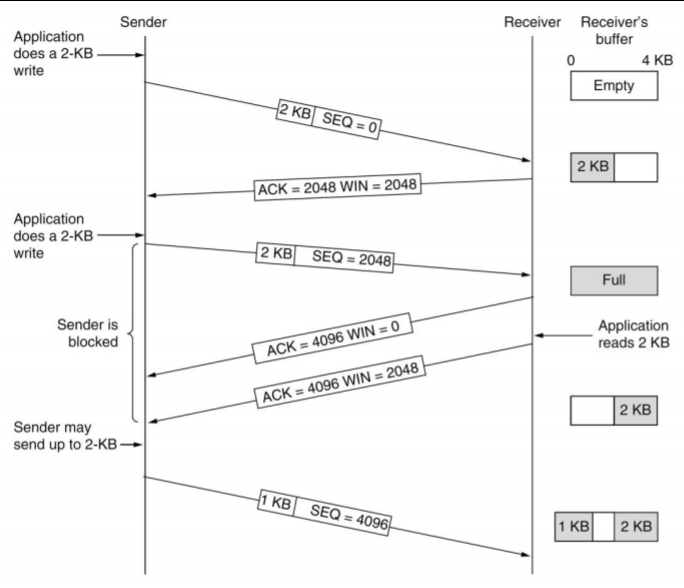 Sender
Receiver
Receiver's
buffer
Application
does a 2-KB
write
0
4 KB
Empty
2 KB SEQ = 0
2 KB
ACK = 2048 WIN = 2048
Application
does a 2-KB
write
2 KB SEQ = 2048
Full
Sender is
blocked
Application
reads 2 KB
ACK = 4096 WIN = 0
ACK = 4096 WIN = 2048
2 KB
Sender may
send up to 2-KB
1 KB SEQ = 4096
1 KB
2 KB